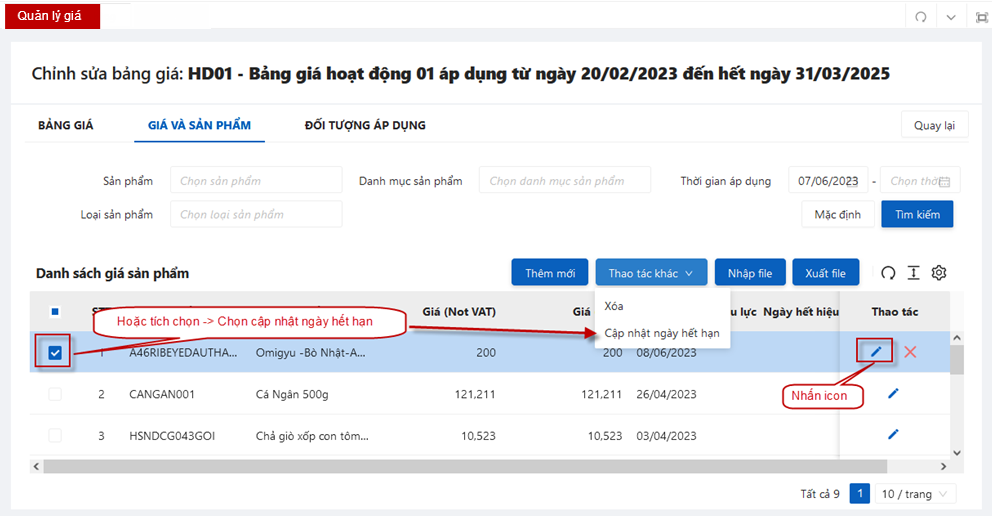 Quản lý giá
Chỉnh sửa bảng giá: HD01 - Bảng giá hoạt động 01 áp dụng từ ngày 20/02/2023 đến hết ngày 31/03/2025
BẢNG GIÁ GIÁ VÀ SẢN PHẨM ĐỐI TƯỢNG ÁP DỤNG Quay lại
Sản phẩm Chọn sản phẩm Danh mục sản phẩm Chọn danh mục sản phẩm Thời gian áp dụng 07/06/2023 - Chọn thời
Loại sản phẩm Chọn loại sản phẩm Mặc định Tìm kiếm
Danh sách giá sản phẩm Thêm mới Thao tác khác Nhập file Xuất file
Xóa
Cập nhật ngày hết hạn
Hoặc tích chọn -> Chọn cập nhật ngày hết hạn
Giá (Not VAT) Giá u lực Ngày hết hiệu Thao tác
1 A46RIBEYEDAUTHA... Omigyu -Bò Nhật-A... 200 200 08/06/2023
Nhấn icon
2 CANGAN001 Cá Ngân 500g 121,211 121,211 26/04/2023
3 HSNDCG043GOI Chả giò xốp con tôm... 10,523 10,523 03/04/2023
Tất cả 9 1 10 / trang